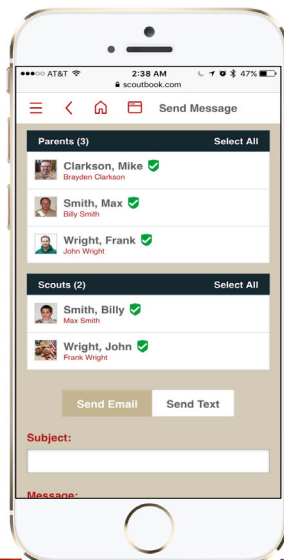 AT&T 2:38 AM 47%
scoutbook.com
Send Message
Parents (3) Select All
Clarkson, Mike
Brayden Clarkson
Smith, Max
Billy Smith
Wright, Frank
John Wright
Scouts (2) Select All
Smith, Billy
Max Smith
Wright, John
Frank Wright
Send Email Send Text
Subject:
Message: